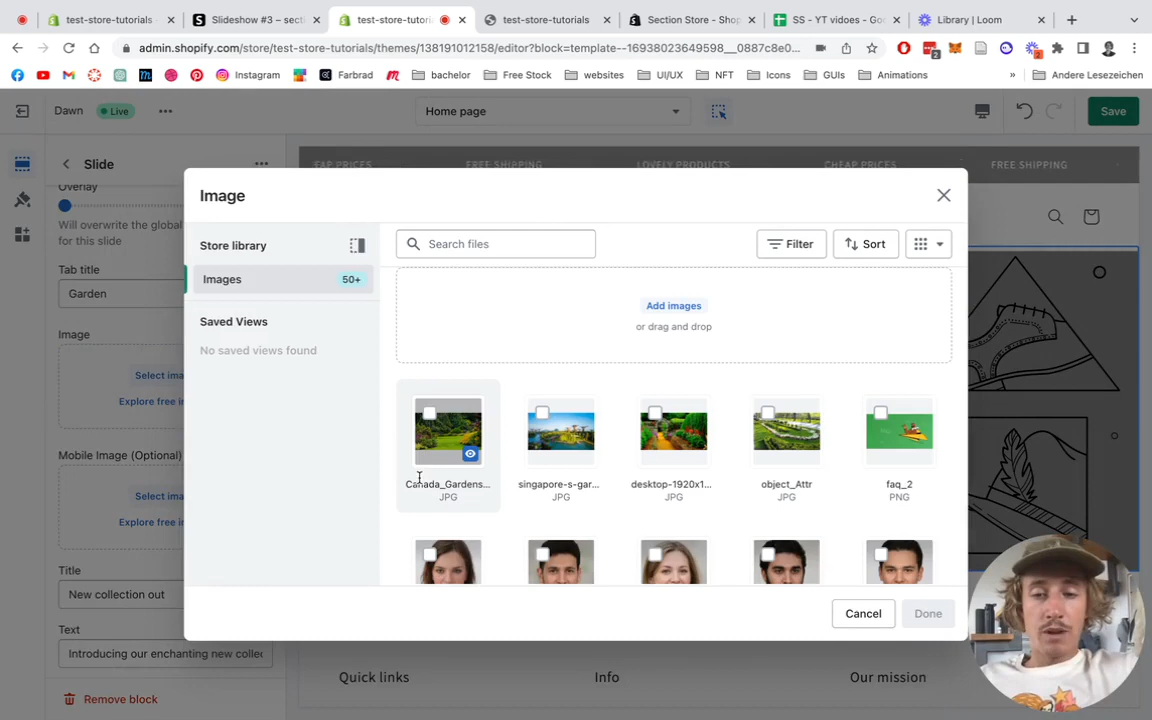 test-store-tutorials
Slideshow #3 – secti
test-store-tutori
test-store-tutorials
Section Store - Shop
SS - YT vidoes - Goo
Library | Loom
admin.shopify.com/store/test-store-tutorials/themes/138191012158/editor?block=template--16938023649598__0887c8e0...
Instagram
Farbrad
bachelor
Free Stock
websites
UI/UX
NFT
Icons
GUIs
Animations
»
Andere Lesezeichen
2
2
Dawn
Live
Home page
Save
Slide
EAP PRICES
FREE SHIPPING
LOVELY PRODUCTS
CHEAP PRICES
FREE SHIPPING
Overlay
Will overwrite the global
for this slide
Tab title
Garden
Image
Select ima
Explore free i
Mobile Image (Optional)
Select ima
Explore free i
Title
New collection out
Text
Introducing our enchanting new collec
Remove block
Image
Store library
Images
50+
Saved Views
No saved views found
Search files
Filter
Sort
Add images
or drag and drop
Canada_Gardens...
JPG
singapore-s-gar...
JPG
desktop-1920x1...
JPG
object_Attr
JPG
faq_2
PNG
Cancel
Done
Quick links
Info
Our mission